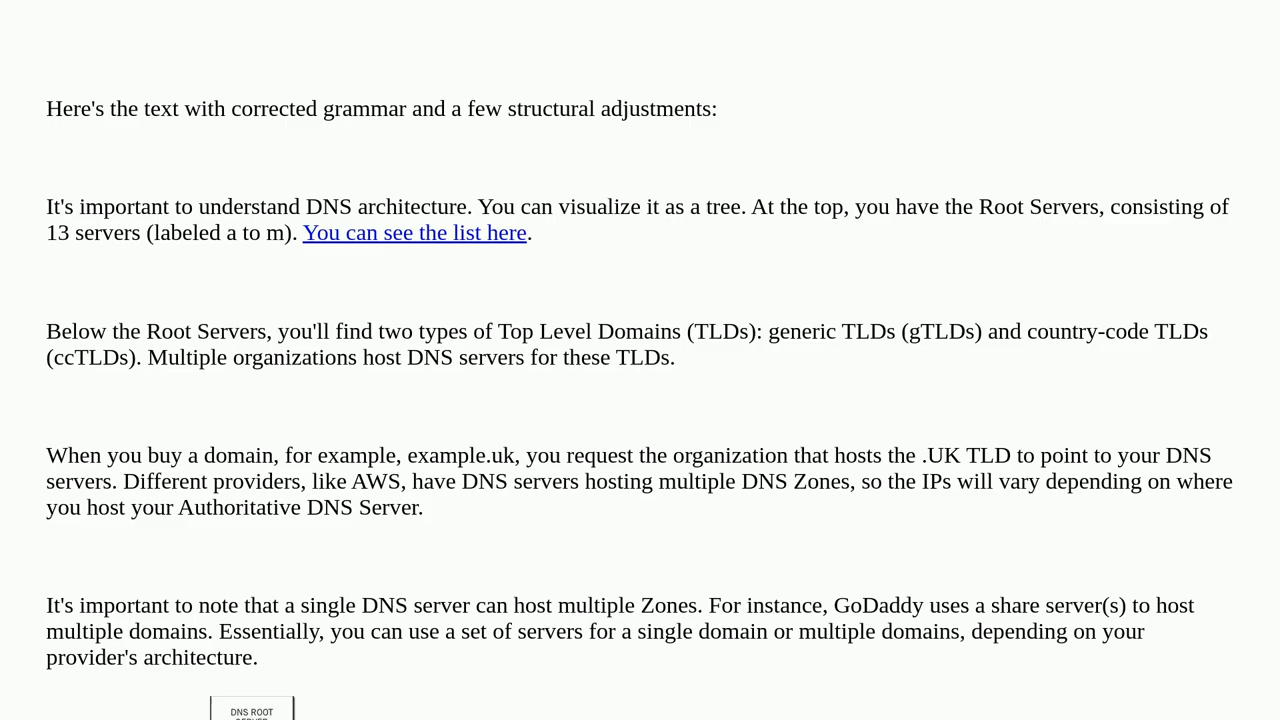 Here's the text with corrected grammar and a few structural adjustments:
It's important to understand DNS architecture. You can visualize it as a tree. At the top, you have the Root Servers, consisting of
13 servers (labeled a to m). You can see the list here.
Below the Root Servers, you'll find two types of Top Level Domains (TLDs): generic TLDs (gTLDs) and country-code TLDs
(ccTLDs). Multiple organizations host DNS servers for these TLDs.
When you buy a domain, for example, example.uk, you request the organization that hosts the .UK TLD to point to your DNS
servers. Different providers, like AWS, have DNS servers hosting multiple DNS Zones, so the IPs will vary depending on where
you host your Authoritative DNS Server.
It's important to note that a single DNS server can host multiple Zones. For instance, GoDaddy uses a share server(s) to host
multiple domains. Essentially, you can use a set of servers for a single domain or multiple domains, depending on your
provider's architecture.
DNS ROOT